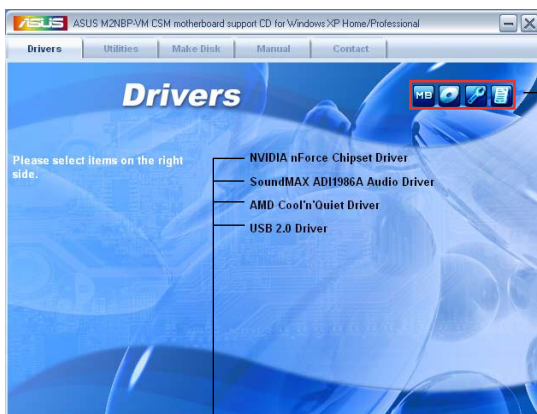 ASUS ASUS M2NBP-VM CSM motherboard support CD for Windows XP Home/Professional
Drivers Utilities Make Disk Manual Contact
Drivers
MB
Please select items on the right
side.
NVIDIA nForce Chipset Driver
SoundMAX ADI1986A Audio Driver
AMD Cool'n'Quiet Driver
USB 2.0 Driver